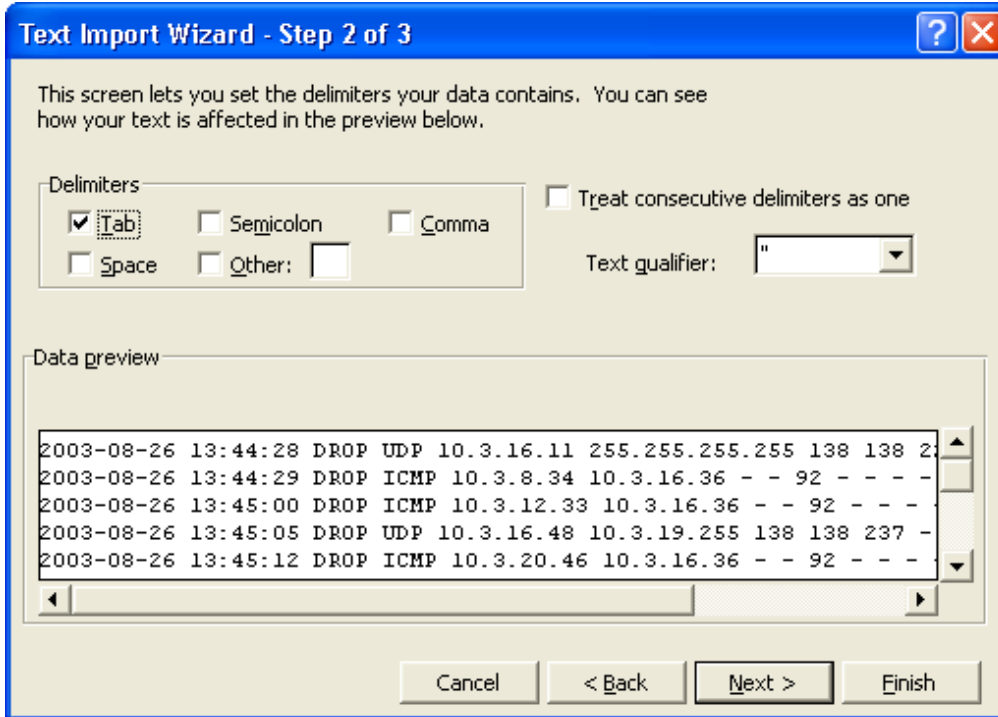 Text Import Wizard - Step 2 of 3
This screen lets you set the delimiters your data contains. You can see
how your text is affected in the preview below.
Delimiters
Tab Semicolon Comma
Space Other:
Treat consecutive delimiters as one
Text qualifier: "
Data preview
2003-08-26 13:44:28 DROP UDP 10.3.16.11 255.255.255.255 138 138
2003-08-26 13:44:29 DROP ICMP 10.3.8.34 10.3.16.36 - - 92 - - - -
2003-08-26 13:45:00 DROP ICMP 10.3.12.33 10.3.16.36 - - 92 - - -
2003-08-26 13:45:05 DROP UDP 10.3.16.48 10.3.19.255 138 138 237 -
2003-08-26 13:45:12 DROP ICMP 10.3.20.46 10.3.16.36 - - 92 - - -
Cancel < Back Next > Finish